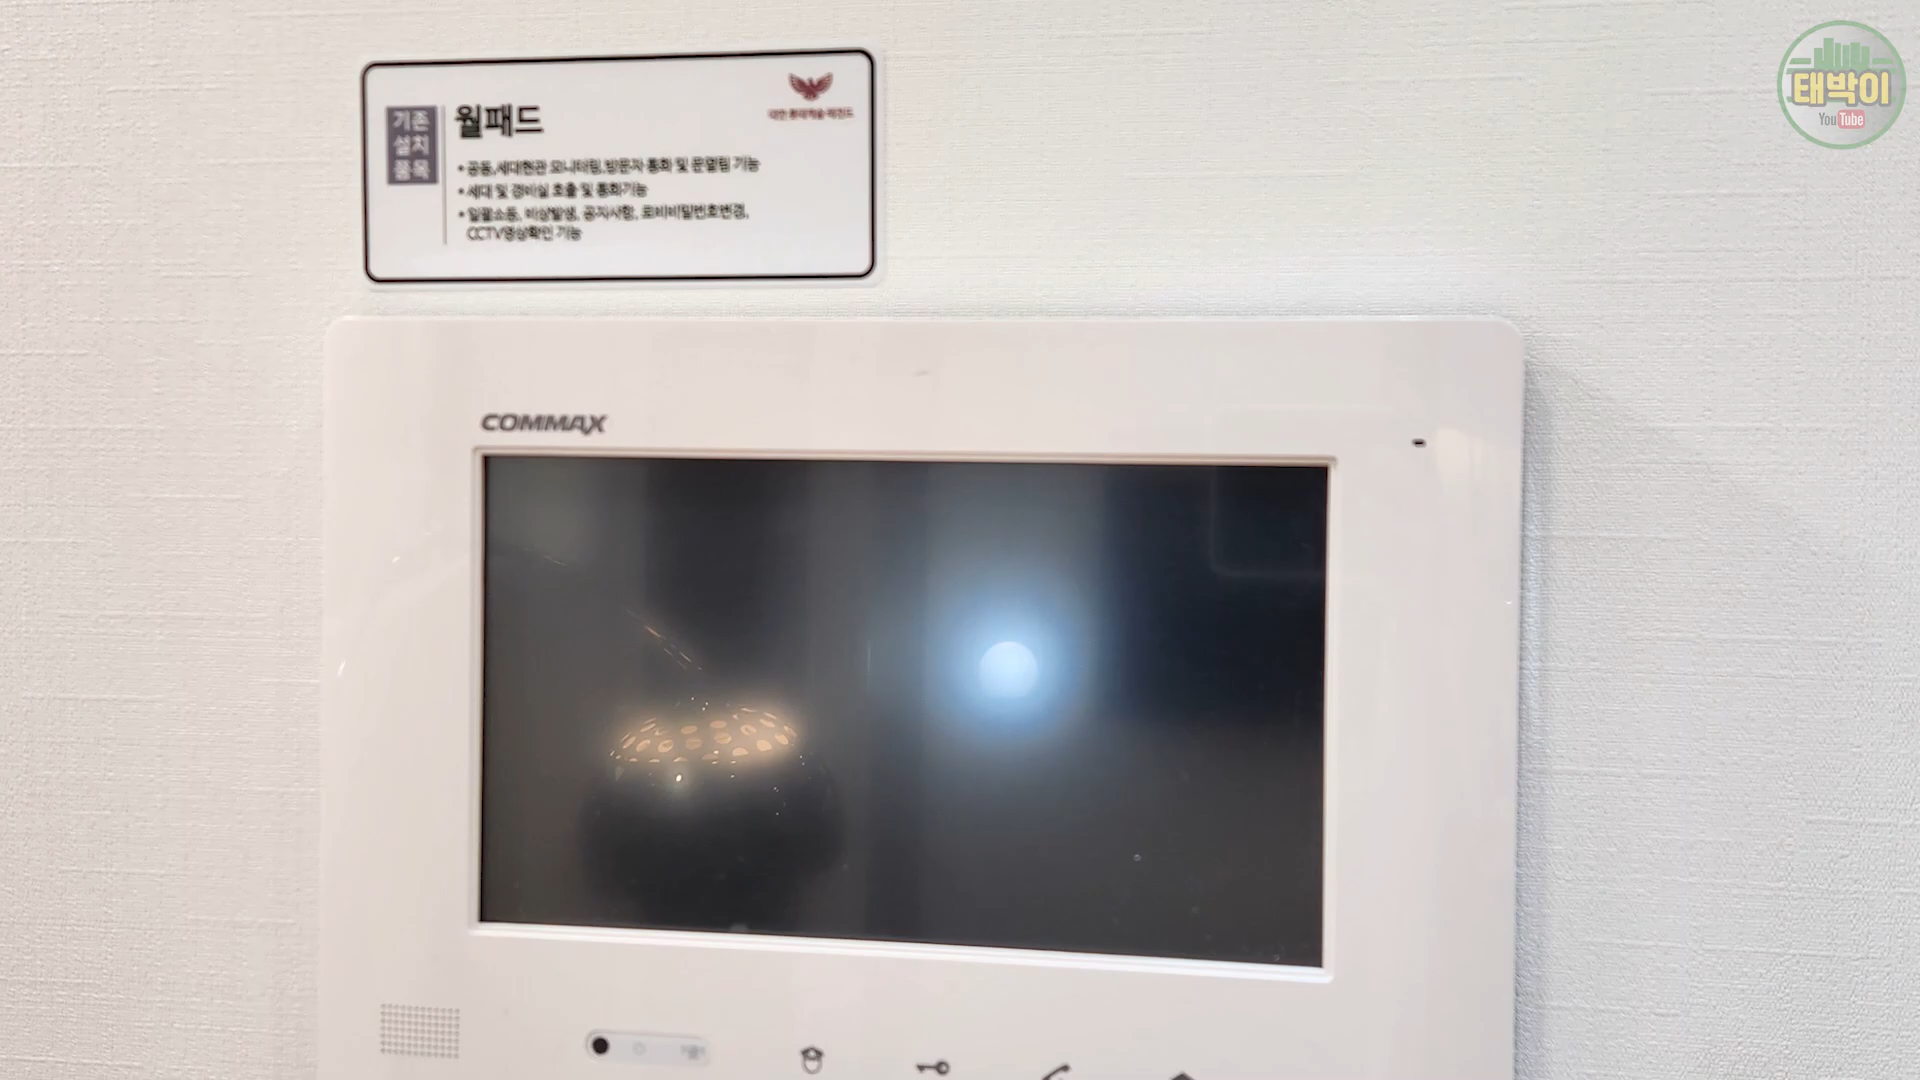 태박이
YouTube
기존
설치
품목
월패드
• 공동,세대현관 모니터링,방문자 통화 및 문열림 기능
• 세대 및 경비실 호출 및 통화기능
• 일괄소등, 비상발생, 공지사항, 로비비밀번호변경,
CCTV영상확인 기능
COMMAX